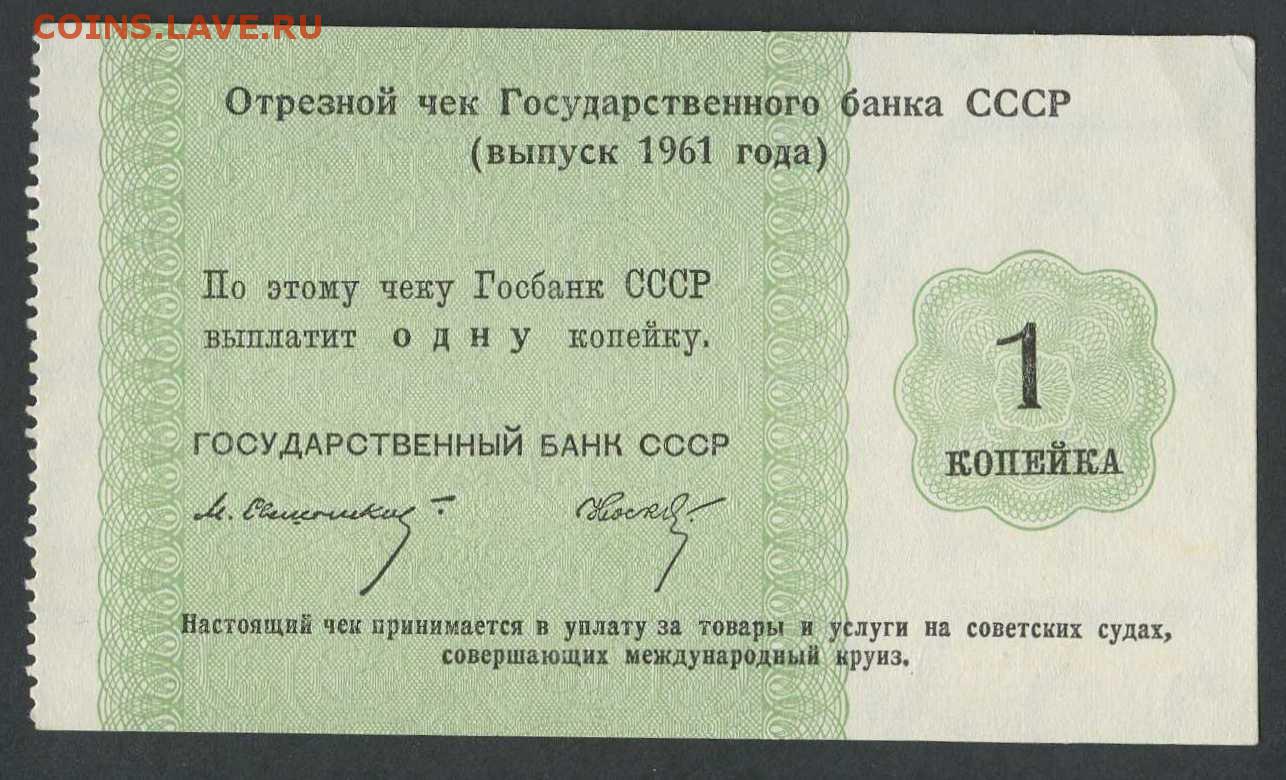 COINS.LAVE.RU
Отрезной чек Государственного банка СССР
(выпуск 1961 года)
По этому чеку Госбанк СССР
выплатит одну копейку.
1
КОПЕЙКА
ГОСУДАРСТВЕННЫЙ БАНК СССР
Настоящий чек принимается в уплату за товары и услуги на советских судах,
совершающих международный круиз.